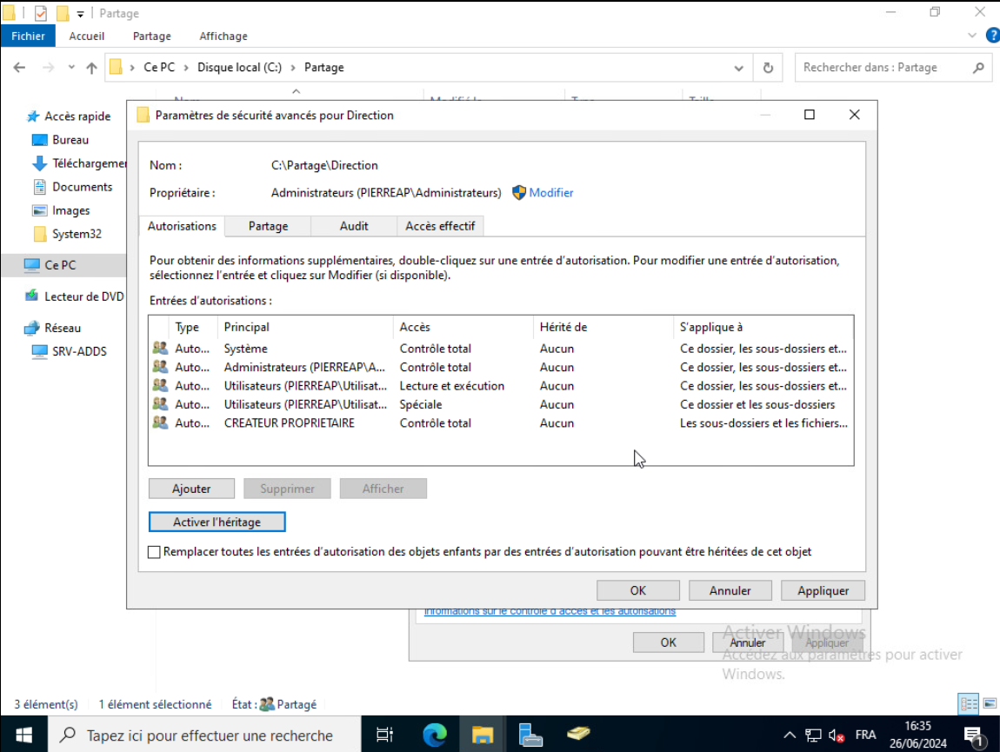 Partage
Fichier Accueil Partage Affichage
Ce PC > Disque local (C:) > Partage
Rechercher dans : Partage
Accès rapide
Bureau
Téléchargemer
Documents
Images
System32
Ce PC
Lecteur de DVD
Réseau
SRV-ADDS
Paramètres de sécurité avancés pour Direction
Nom : C:\Partage\Direction
Propriétaire : Administrateurs (PIERREAP\Administrateurs) Modifier
Autorisations Partage Audit Accès effectif
Pour obtenir des informations supplémentaires, double-cliquez sur une entrée d'autorisation. Pour modifier une entrée d'autorisation,
sélectionnez l'entrée et cliquez sur Modifier (si disponible).
Entrées d'autorisations :
Type Principal Accès Hérité de S'applique à
Auto... Système Contrôle total Aucun Ce dossier, les sous-dossiers et...
Auto... Administrateurs (PIERREAP\A... Contrôle total Aucun Ce dossier, les sous-dossiers et...
Auto... Utilisateurs (PIERREAP\Utilisat... Lecture et exécution Aucun Ce dossier, les sous-dossiers et...
Auto... Utilisateurs (PIERREAP\Utilisat... Spéciale Aucun Ce dossier et les sous-dossiers
Auto... CREATEUR PROPRIETAIRE Contrôle total Aucun Les sous-dossiers et les fichiers...
Ajouter Supprimer Afficher
Activer l'héritage
Remplacer toutes les entrées d'autorisation des objets enfants par des entrées d'autorisation pouvant être héritées de cet objet
OK Annuler Appliquer
Informations sur le contrôle d'accès et les autorisations
OK Annuler Appliquer
Activer Windows
Accédez aux paramètres pour activer
Windows.
3 élément(s) 1 élément sélectionné État : Partagé
Tapez ici pour effectuer une recherche
FRA
16:35
26/06/2024
1